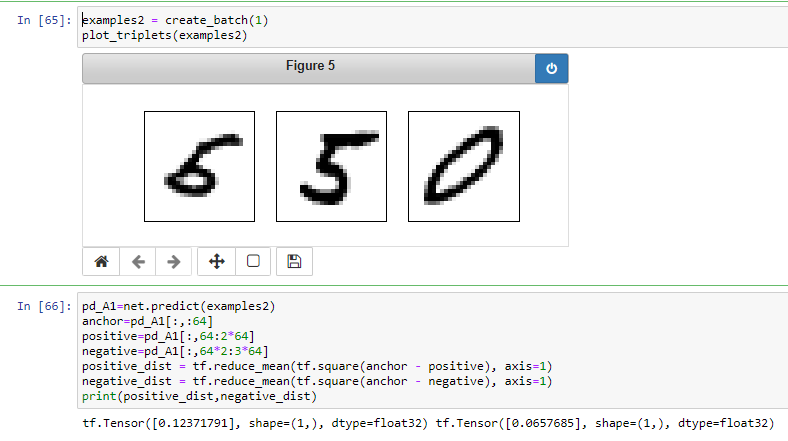 In [65]:
examples2 = create_batch(1)
plot_triplets(examples2)
Figure 5
6 5 0
In [66]:
pd_A1=net.predict(examples2)
anchor=pd_A1[:,:64]
positive=pd_A1[:,64:2*64]
negative=pd_A1[:,64*2:3*64]
positive_dist = tf.reduce_mean(tf.square(anchor - positive), axis=1)
negative_dist = tf.reduce_mean(tf.square(anchor - negative), axis=1)
print(positive_dist,negative_dist)
tf.Tensor([0.12371791], shape=(1,), dtype=float32) tf.Tensor([0.0657685], shape=(1,), dtype=float32)